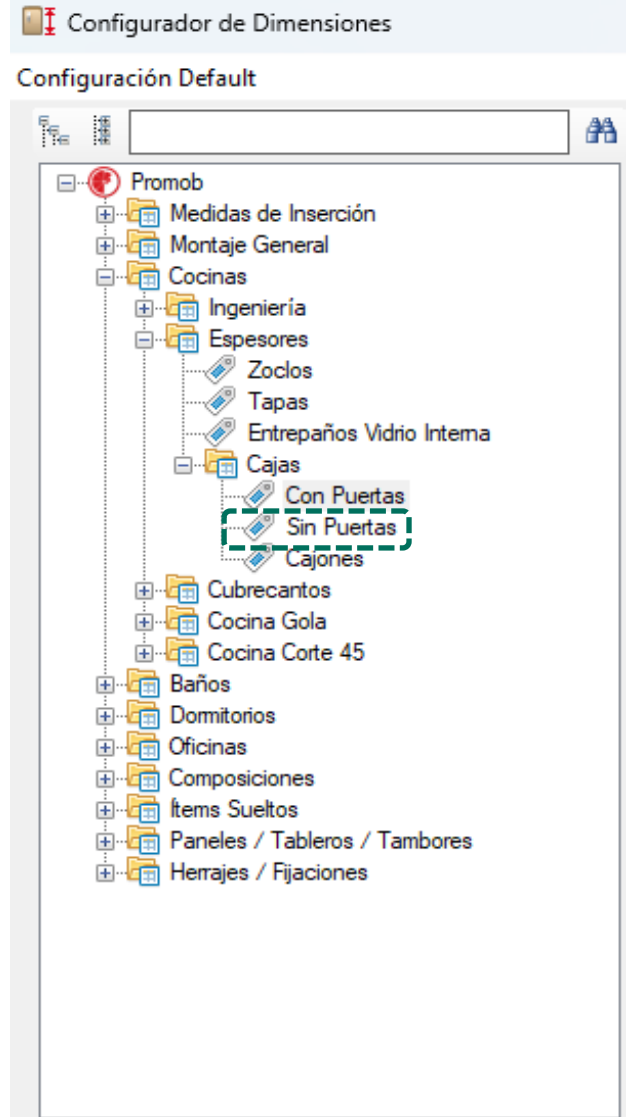 Configurador de Dimensiones
Configuración Default
Promob
Medidas de Inserción
Montaje General
Cocinas
Ingeniería
Espesores
Zoclos
Tapas
Entrepaños Vidrio Interna
Cajas
Con Puertas
Sin Puertas
Cajones
Cubrecantos
Cocina Gola
Cocina Corte 45
Baños
Dormitorios
Oficinas
Composiciones
Ítems Sueltos
Paneles / Tableros / Tambores
Herrajes / Fijaciones